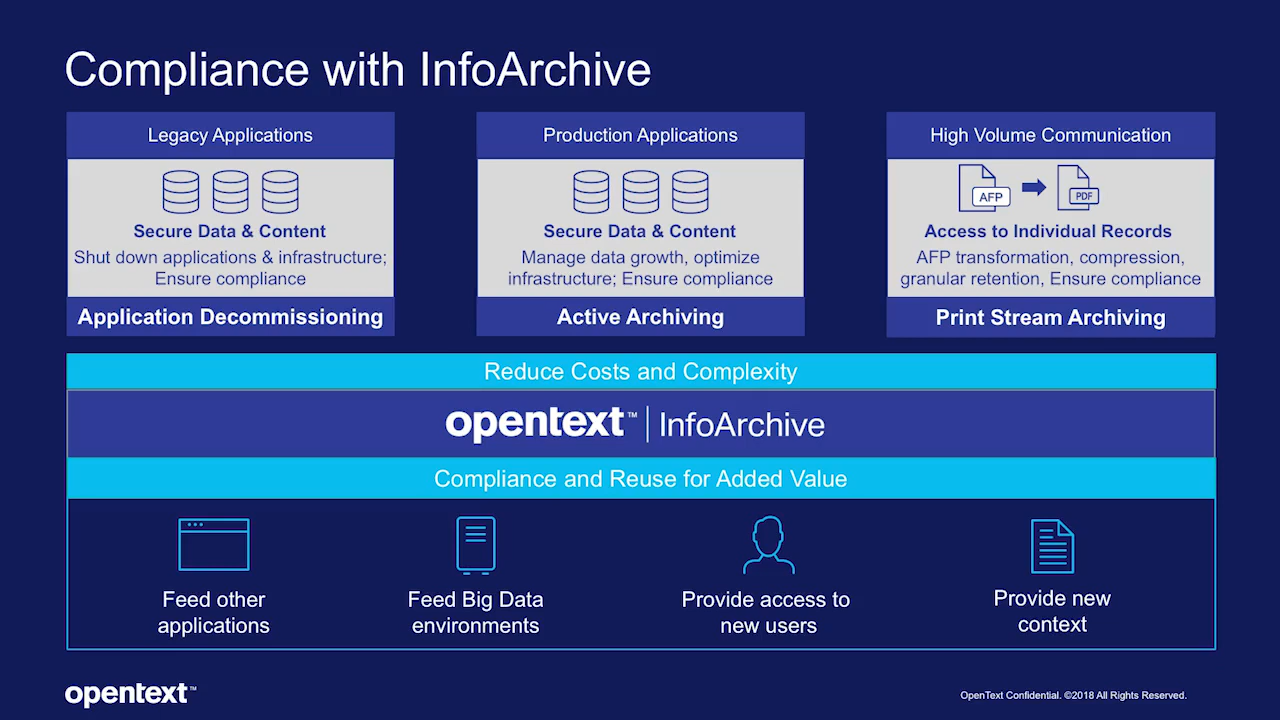 Compliance with InfoArchive
Legacy Applications
Secure Data & Content
Shut down applications & infrastructure;
Ensure compliance
Application Decommissioning
Production Applications
Secure Data & Content
Manage data growth, optimize
infrastructure; Ensure compliance
Active Archiving
High Volume Communication
AFP
PDF
Access to Individual Records
AFP transformation, compression,
granular retention, Ensure compliance
Print Stream Archiving
Reduce Costs and Complexity
opentext™ | InfoArchive
Compliance and Reuse for Added Value
Feed other
applications
Feed Big Data
environments
Provide access to
new users
Provide new
context
opentext™
OpenText Confidential. ©2018 All Rights Reserved.